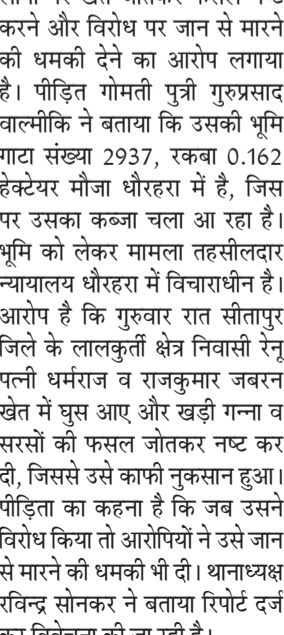 करने और विरोध पर जान से मारने
की धमकी देने का आरोप लगाया
है। पीड़ित गोमती पुत्री गुरुप्रसाद
वाल्मीकि ने बताया कि उसकी भूमि
गाटा संख्या 2937, रकबा 0.162
हेक्टेयर मौजा धौरहरा में है, जिस
पर उसका कब्जा चला आ रहा है।
भूमि को लेकर मामला तहसीलदार
न्यायालय धौरहरा में विचाराधीन है।
आरोप है कि गुरुवार रात सीतापुर
जिले के लालकुर्ती क्षेत्र निवासी रेनू
पत्नी धर्मराज व राजकुमार जबरन
खेत में घुस आए और खड़ी गन्ना व
सरसों की फसल जोतकर नष्ट कर
दी, जिससे उसे काफी नुकसान हुआ।
पीड़िता का कहना है कि जब उसने
विरोध किया तो आरोपियों ने उसे जान
से मारने की धमकी भी दी। थानाध्यक्ष
रविन्द्र सोनकर ने बताया रिपोर्ट दर्ज
कर विवेचना की जा रही है।